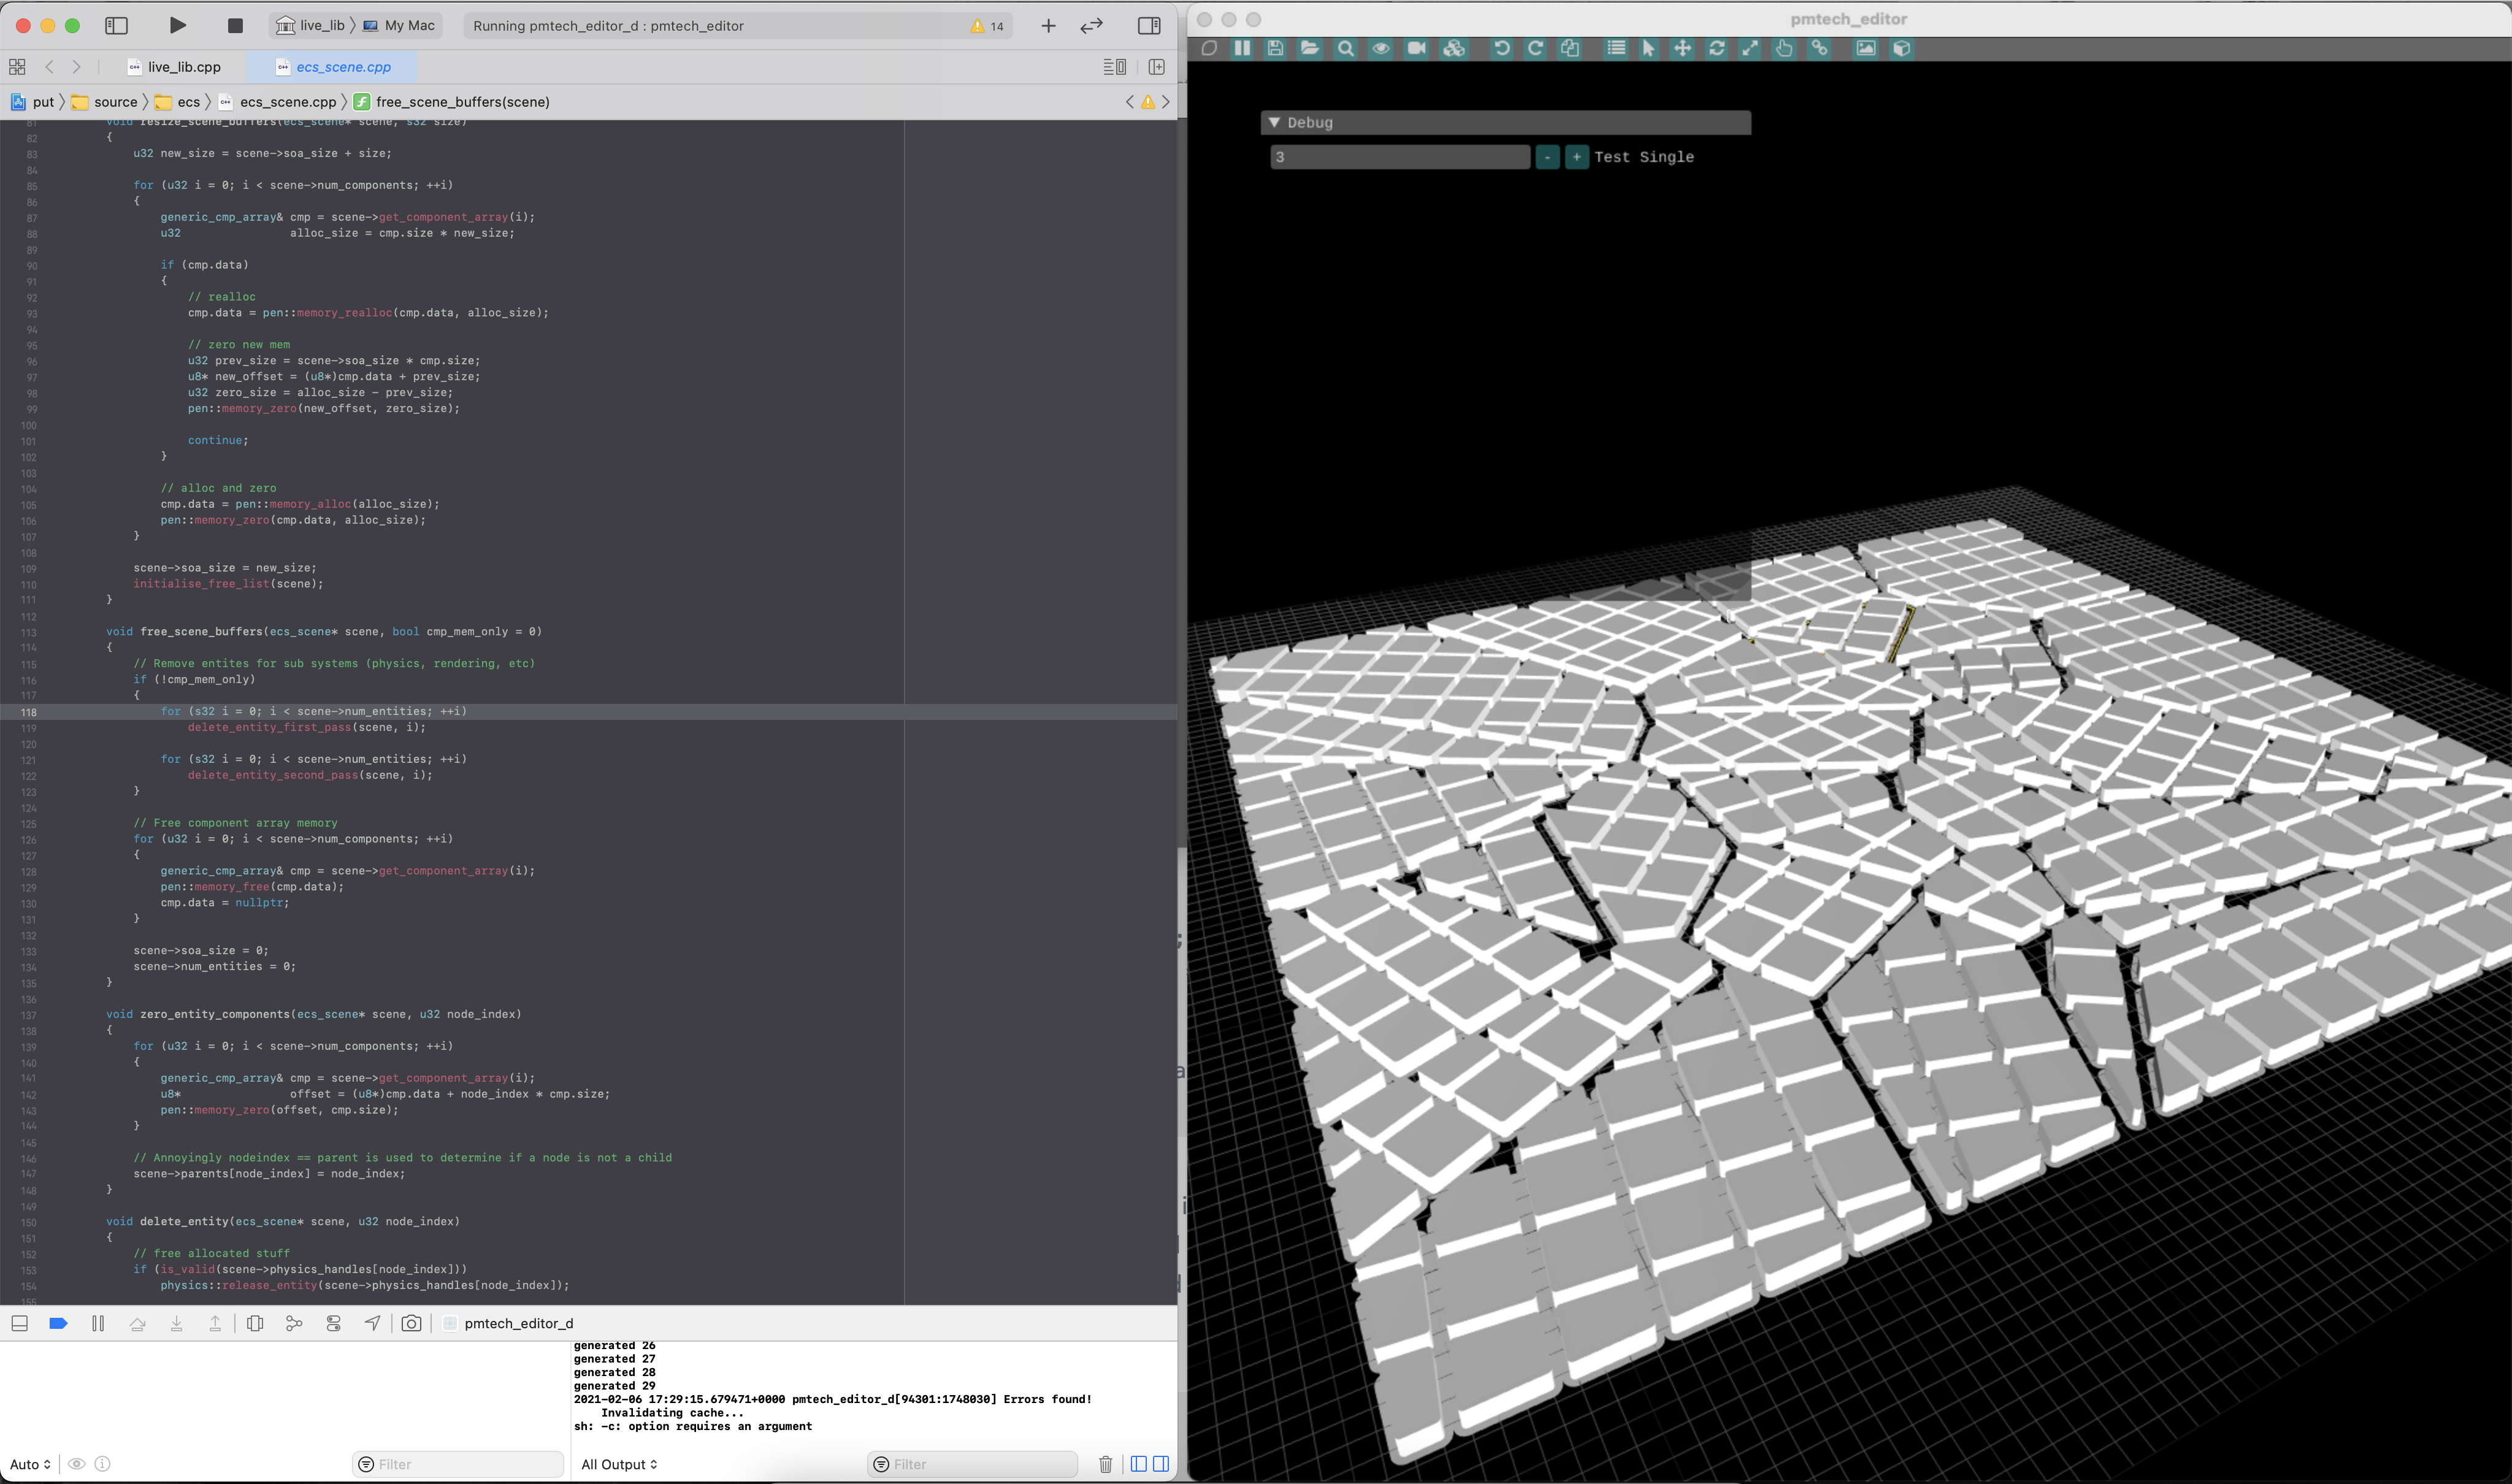 live_lib
My Mac
Running pmtech_editor_d : pmtech_editor
14
live_lib.cpp
ecs_scene.cpp
put
source
ecs
ecs_scene.cpp
free_scene_buffers(scene)
81 void resize_scene_buffers(ecs_scene* scene, s32 size)
82 {
83 u32 new_size = scene->soa_size + size;
84
85 for (u32 i = 0; i < scene->num_components; ++i)
86 {
87 generic_cmp_array& cmp = scene->get_component_array(i);
88 u32 alloc_size = cmp.size * new_size;
89
90 if (cmp.data)
91 {
92 // realloc
93 cmp.data = pen::memory_realloc(cmp.data, alloc_size);
94
95 // zero new mem
96 u32 prev_size = scene->soa_size * cmp.size;
97 u8* new_offset = (u8*)cmp.data + prev_size;
98 u32 zero_size = alloc_size - prev_size;
99 pen::memory_zero(new_offset, zero_size);
100
101 continue;
102 }
103
104 // alloc and zero
105 cmp.data = pen::memory_alloc(alloc_size);
106 pen::memory_zero(cmp.data, alloc_size);
107 }
108
109 scene->soa_size = new_size;
110 initialise_free_list(scene);
111 }
112
113 void free_scene_buffers(ecs_scene* scene, bool cmp_mem_only = 0)
114 {
115 // Remove entites for sub systems (physics, rendering, etc)
116 if (!cmp_mem_only)
117 {
118 for (s32 i = 0; i < scene->num_entities; ++i)
119 delete_entity_first_pass(scene, i);
120
121 for (s32 i = 0; i < scene->num_entities; ++i)
122 delete_entity_second_pass(scene, i);
123 }
124
125 // Free component array memory
126 for (u32 i = 0; i < scene->num_components; ++i)
127 {
128 generic_cmp_array& cmp = scene->get_component_array(i);
129 pen::memory_free(cmp.data);
130 cmp.data = nullptr;
131 }
132
133 scene->soa_size = 0;
134 scene->num_entities = 0;
135 }
136
137 void zero_entity_components(ecs_scene* scene, u32 node_index)
138 {
139 for (u32 i = 0; i < scene->num_components; ++i)
140 {
141 generic_cmp_array& cmp = scene->get_component_array(i);
142 u8* offset = (u8*)cmp.data + node_index * cmp.size;
143 pen::memory_zero(offset, cmp.size);
144 }
145
146 // Annoyingly nodeindex == parent is used to determine if a node is not a child
147 scene->parents[node_index] = node_index;
148 }
149
150 void delete_entity(ecs_scene* scene, u32 node_index)
151 {
152 // free allocated stuff
153 if (is_valid(scene->physics_handles[node_index]))
154 physics::release_entity(scene->physics_handles[node_index]);
155
pmtech_editor_d
generated 26
generated 27
generated 28
generated 29
2021-02-06 17:29:15.679471+0000 pmtech_editor_d[94301:1748030] Errors found!
Invalidating cache...
sh: -c: option requires an argument
Auto
Filter
All Output
Filter
pmtech_editor
Debug
3 - + Test Single